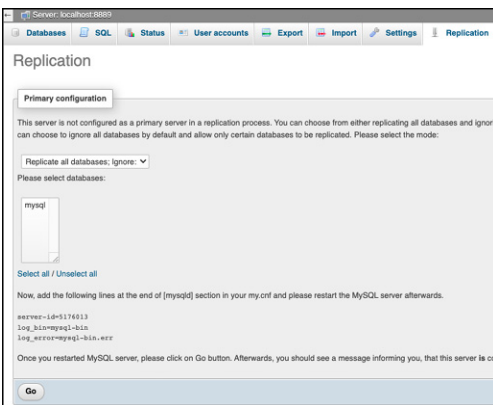 Server: localhost:8889
Databases SQL Status User accounts Export Import Settings Replication
Replication
Primary configuration
This server is not configured as a primary server in a replication process. You can choose from either replicating all databases and ignor
can choose to ignore all databases by default and allow only certain databases to be replicated. Please select the mode:
Replicate all databases; Ignore:
Please select databases:
mysql
Select all / Unselect all
Now, add the following lines at the end of [mysqld] section in your my.cnf and please restart the MySQL server afterwards.
server-id=5176013
log_bin=mysql-bin
log_error=mysql-bin.err
Once you restarted MySQL server, please click on Go button. Afterwards, you should see a message informing you, that this server is co
Go